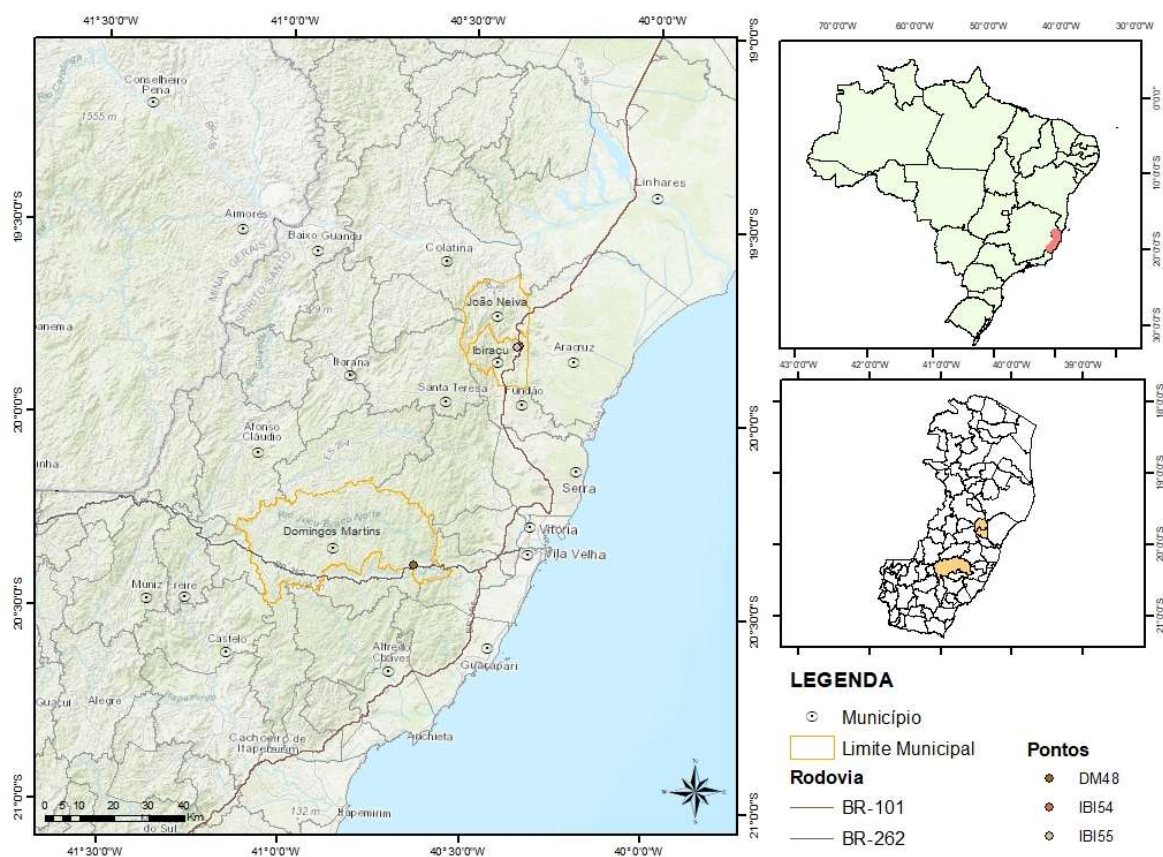 41°30'0"W
41°0'0"W
40°30'0"W
40°0'0"W
Conselheiro
Pena
1555 m
Linhares
Aimorés
Baixo Guandu
Colatina
MINAS GERAIS
ESPÍRITO SANTO
João Neiva
Ibiraçu
Aracruz
Itarana
Santa Teresa
Fundão
Afonso
Cláudio
ES-264
Serra
Domingos Martins
Vitória
Vila Velha
Muniz Freire
Castelo
Alfredo
Chaves
Guarapari
Guaçuí
Alegre
Cachoeiro de
Itapemirim
Anchieta
132 m
Itapemirim
do Sul
0 5 10 20 30 40
Km
19°0'0"S
19°30'0"S
20°0'0"S
20°30'0"S
21°0'0"S
19°30'0"S
20°0'0"S
20°30'0"S
21°0'0"S
41°30'0"W
41°0'0"W
40°30'0"W
40°0'0"W
70°0'0"W
60°0'0"W
50°0'0"W
40°0'0"W
30°0'0"W
0°0'0"
10°0'0"S
20°0'0"S
30°0'0"S
43°0'0"W
42°0'0"W
41°0'0"W
40°0'0"W
39°0'0"W
18°0'0"S
19°0'0"S
20°0'0"S
21°0'0"S
LEGENDA
Município
Limite Municipal
Rodovia
BR-101
BR-262
Pontos
DM48
IBI54
IBI55